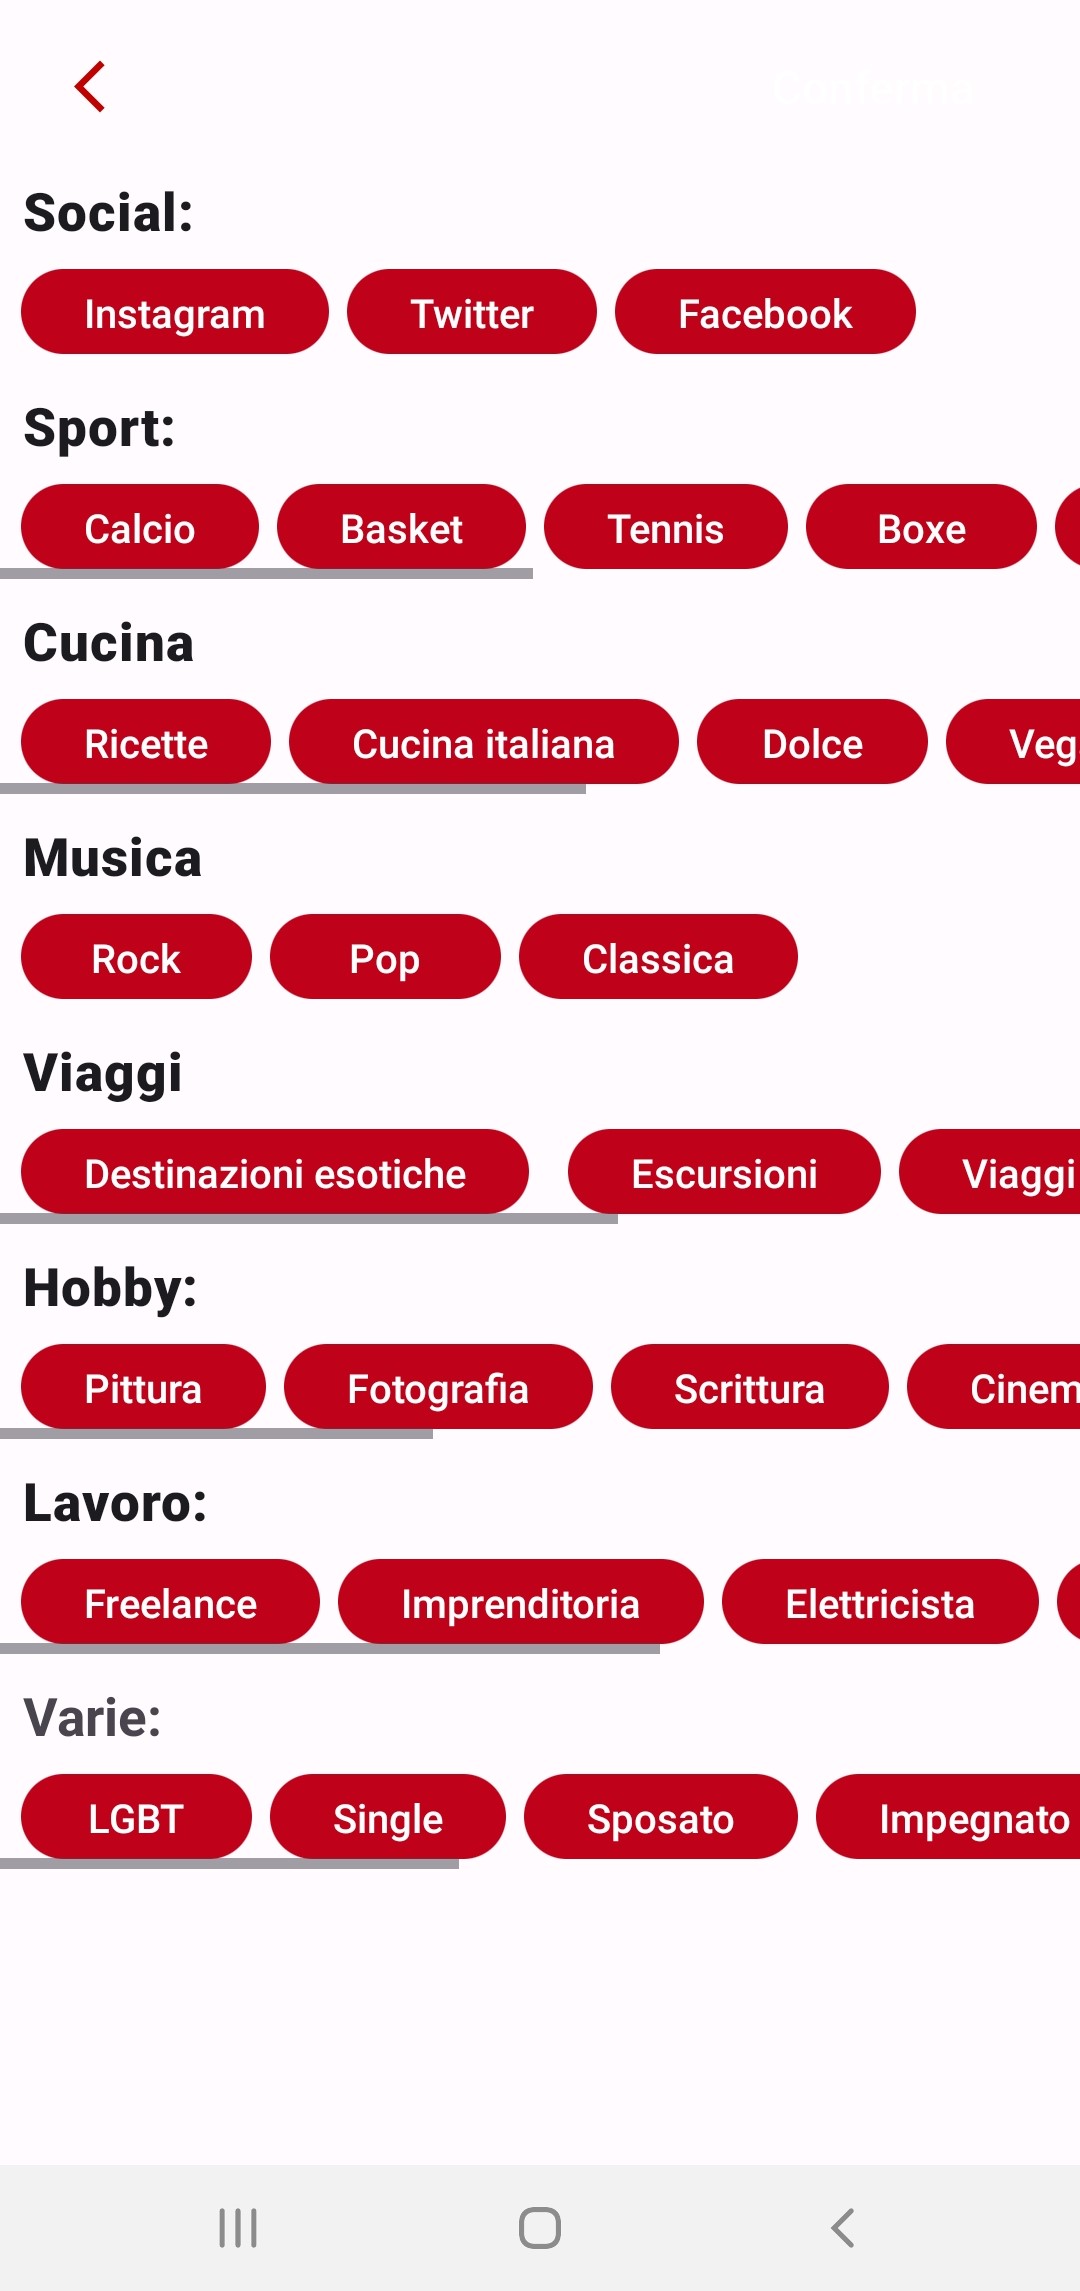 Social:
Instagram Twitter Facebook
Sport:
Calcio Basket Tennis Boxe
Cucina
Ricette Cucina italiana Dolce Veg
Musica
Rock Pop Classica
Viaggi
Destinazioni esotiche Escursioni Viaggi
Hobby:
Pittura Fotografia Scrittura Cinem
Lavoro:
Freelance Imprenditoria Elettricista
Varie:
LGBT Single Sposato Impegnato